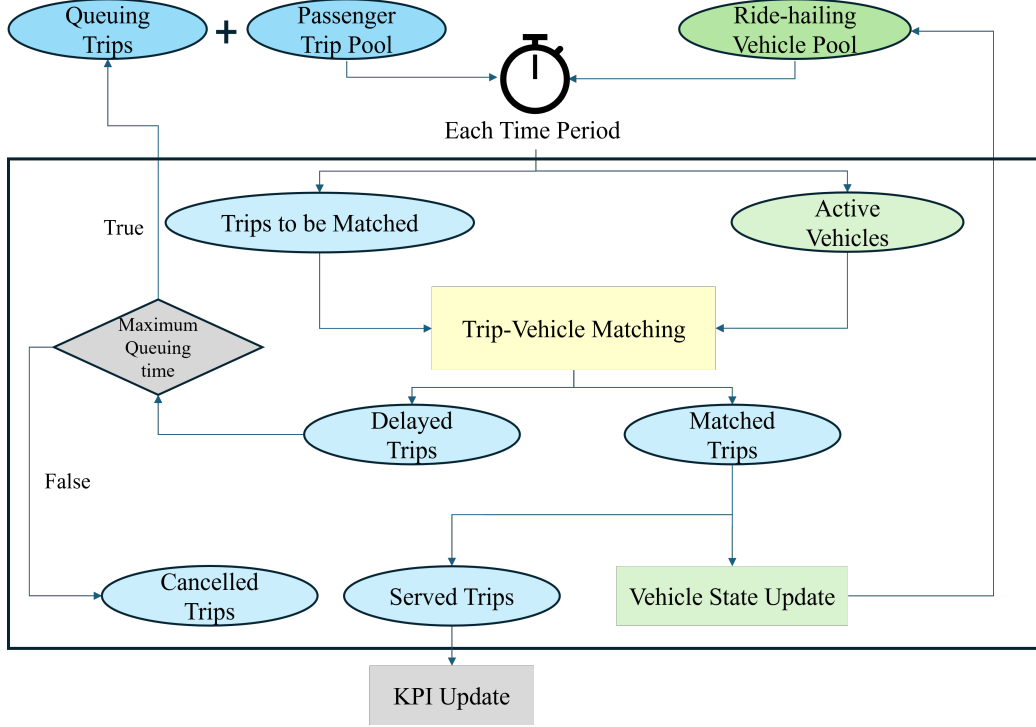 Queuing
Trips
+
Passenger
Trip Pool
Ride-hailing
Vehicle Pool
Each Time Period
Trips to be Matched
Active
Vehicles
True
Maximum
Queuing
time
Trip-Vehicle Matching
Delayed
Trips
Matched
Trips
False
Cancelled
Trips
Served Trips
Vehicle State Update
KPI Update